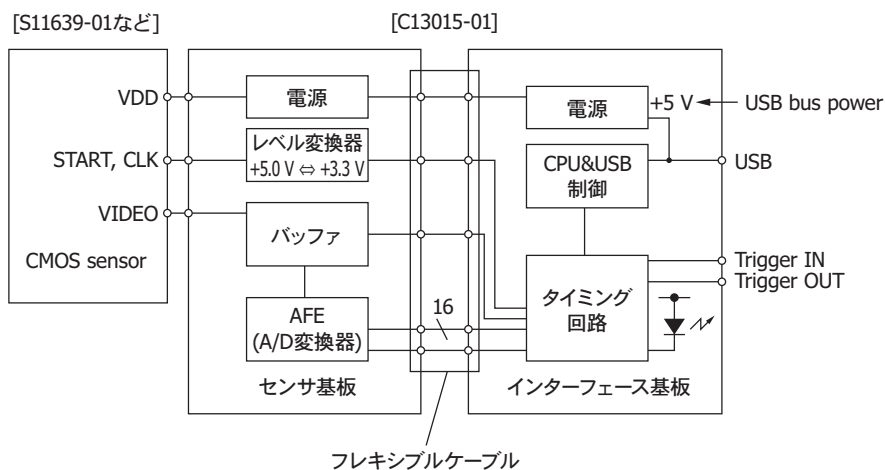 [S11639-01など]
[C13015-01]
VDD
START, CLK
VIDEO
CMOS sensor
電源
レベル変換器
+5.0 V ⇔ +3.3 V
バッファ
AFE
(A/D変換器)
センサ基板
16
電源
+5 V
USB bus power
CPU&USB
制御
USB
タイミング
回路
Trigger IN
Trigger OUT
インターフェース基板
フレキシブルケーブル